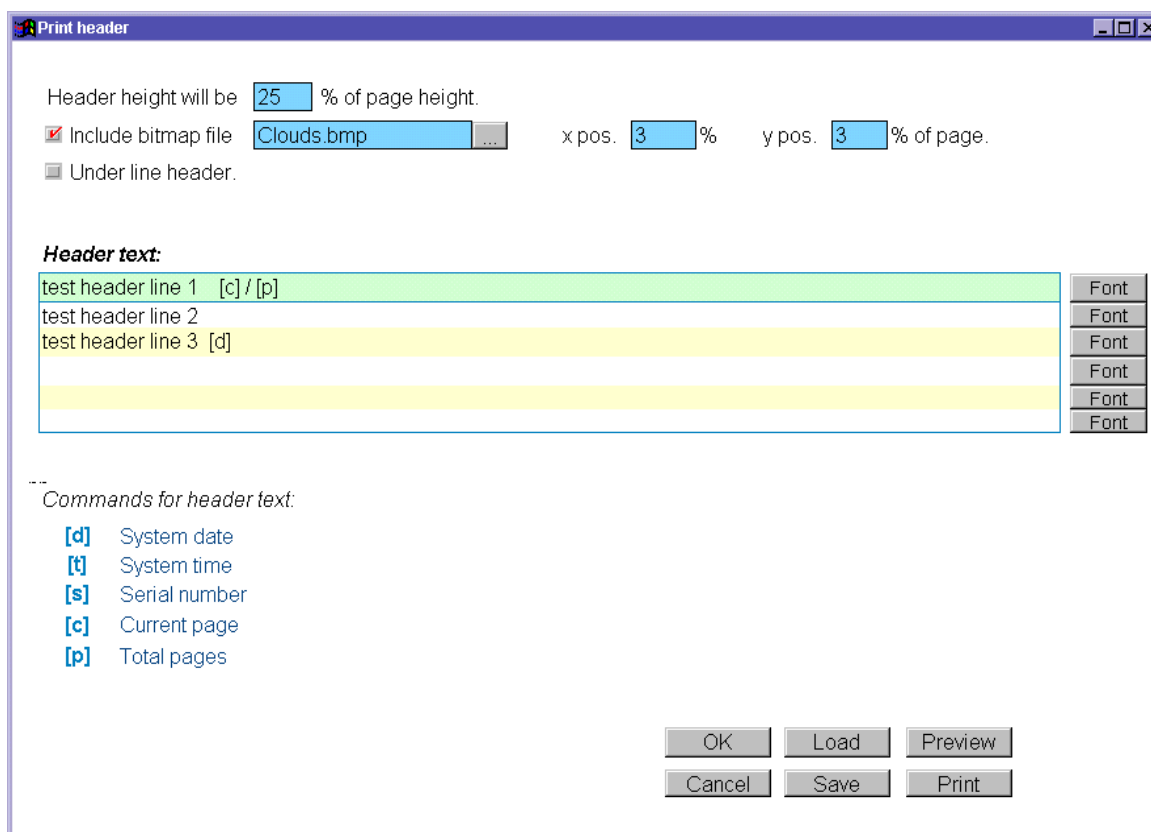 Print header
Header height will be 25 % of page height.
Include bitmap file Clouds.bmp ... x pos. 3 % y pos. 3 % of page.
Under line header.
Header text:
test header line 1 [c] / [p] Font
test header line 2 Font
test header line 3 [d] Font
Font
Font
Font
Commands for header text:
[d] System date
[t] System time
[s] Serial number
[c] Current page
[p] Total pages
OK Load Preview
Cancel Save Print